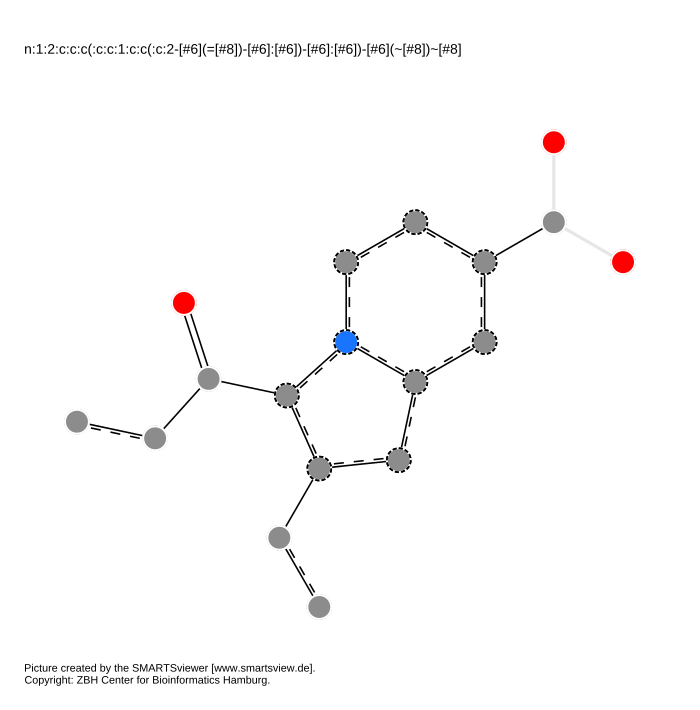 n:1:2:c:c:c(:c:c:1:c:c(:c:2-[#6](=[#8])-[#6]:[#6])-[#6]:[#6])-[#6](~[#8])~[#8]
Picture created by the SMARTSviewer [www.smartsview.de].
Copyright: ZBH Center for Bioinformatics Hamburg.